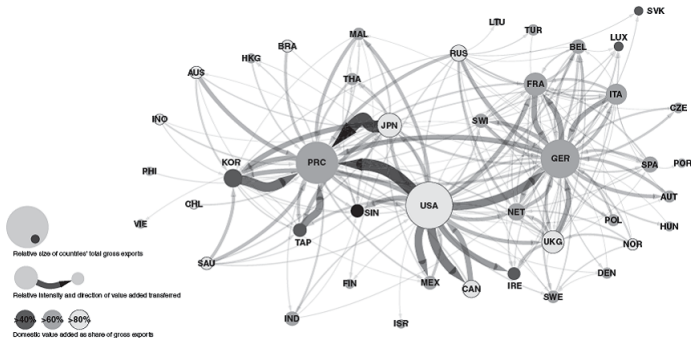 SVK
LTU
TUR
LUX
BRA
MAL
RUS
BEL
HKG
AUS
THA
FRA
ITA
CZE
INO
JPN
SWI
PRC
GER
KOR
SPA
POR
PHI
CHL
SIN
USA
NET
AUT
VIE
TAP
POL
HUN
UKG
NOR
SAU
FIN
MEX
CAN
IRE
DEN
SWE
IND
ISR
Relative size of countries' total gross exports
Relative intensity and direction of value added transferred
>40% >60% >80%
Domestic value added as share of gross exports